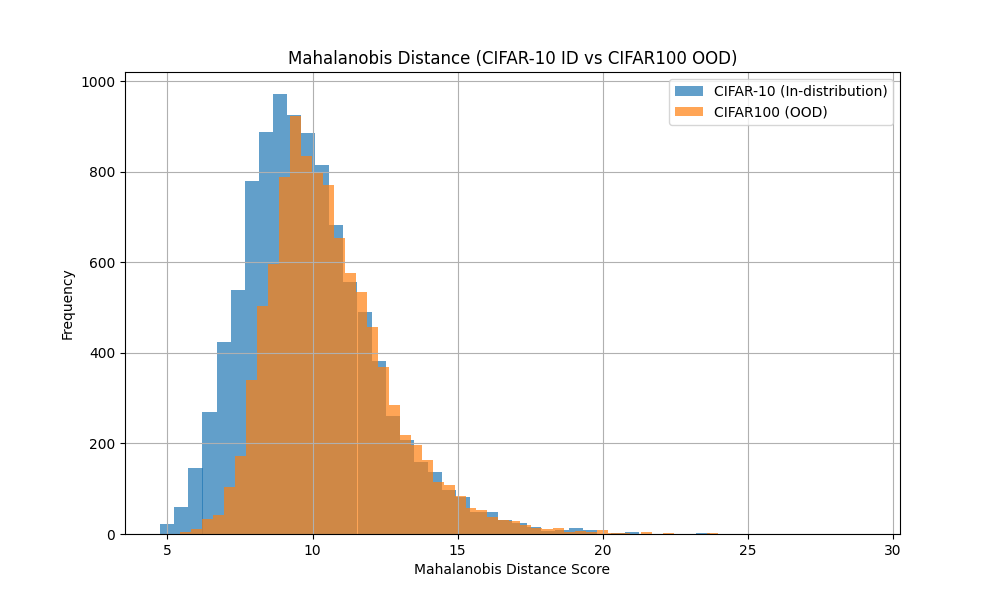 Mahalanobis Distance (CIFAR-10 ID vs CIFAR100 OOD)
CIFAR-10 (In-distribution)
CIFAR100 (OOD)
1000
800
600
400
200
0
Frequency
5 10 15 20 25 30
Mahalanobis Distance Score